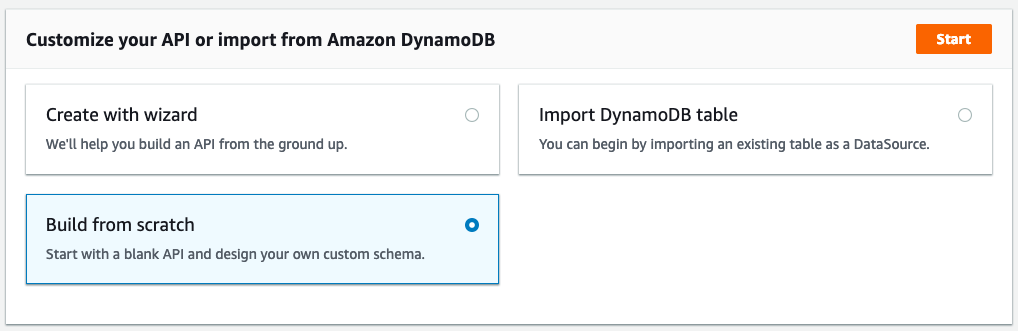 Customize your API or import from Amazon DynamoDB
Start
Create with wizard
We'll help you build an API from the ground up.
Import DynamoDB table
You can begin by importing an existing table as a DataSource.
Build from scratch
Start with a blank API and design your own custom schema.